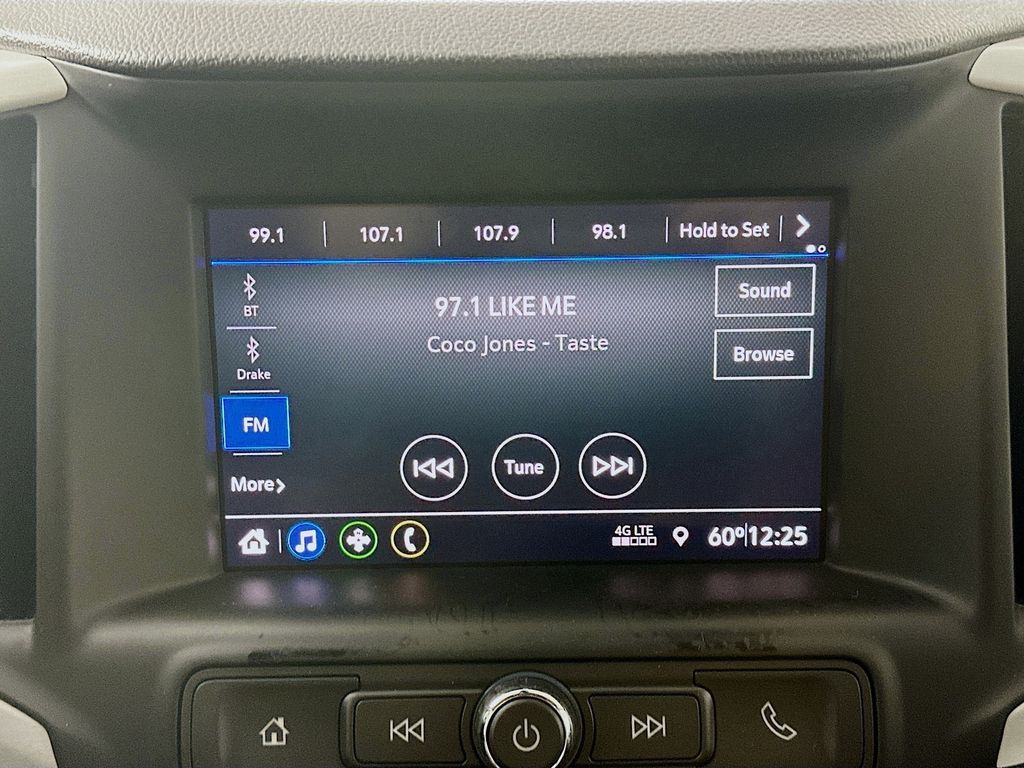 99.1 107.1 107.9 98.1 Hold to Set
BT
97.1 LIKE ME
Sound
Coco Jones - Taste
Drake
Browse
FM
Tune
More
4G LTE
60° 12:25